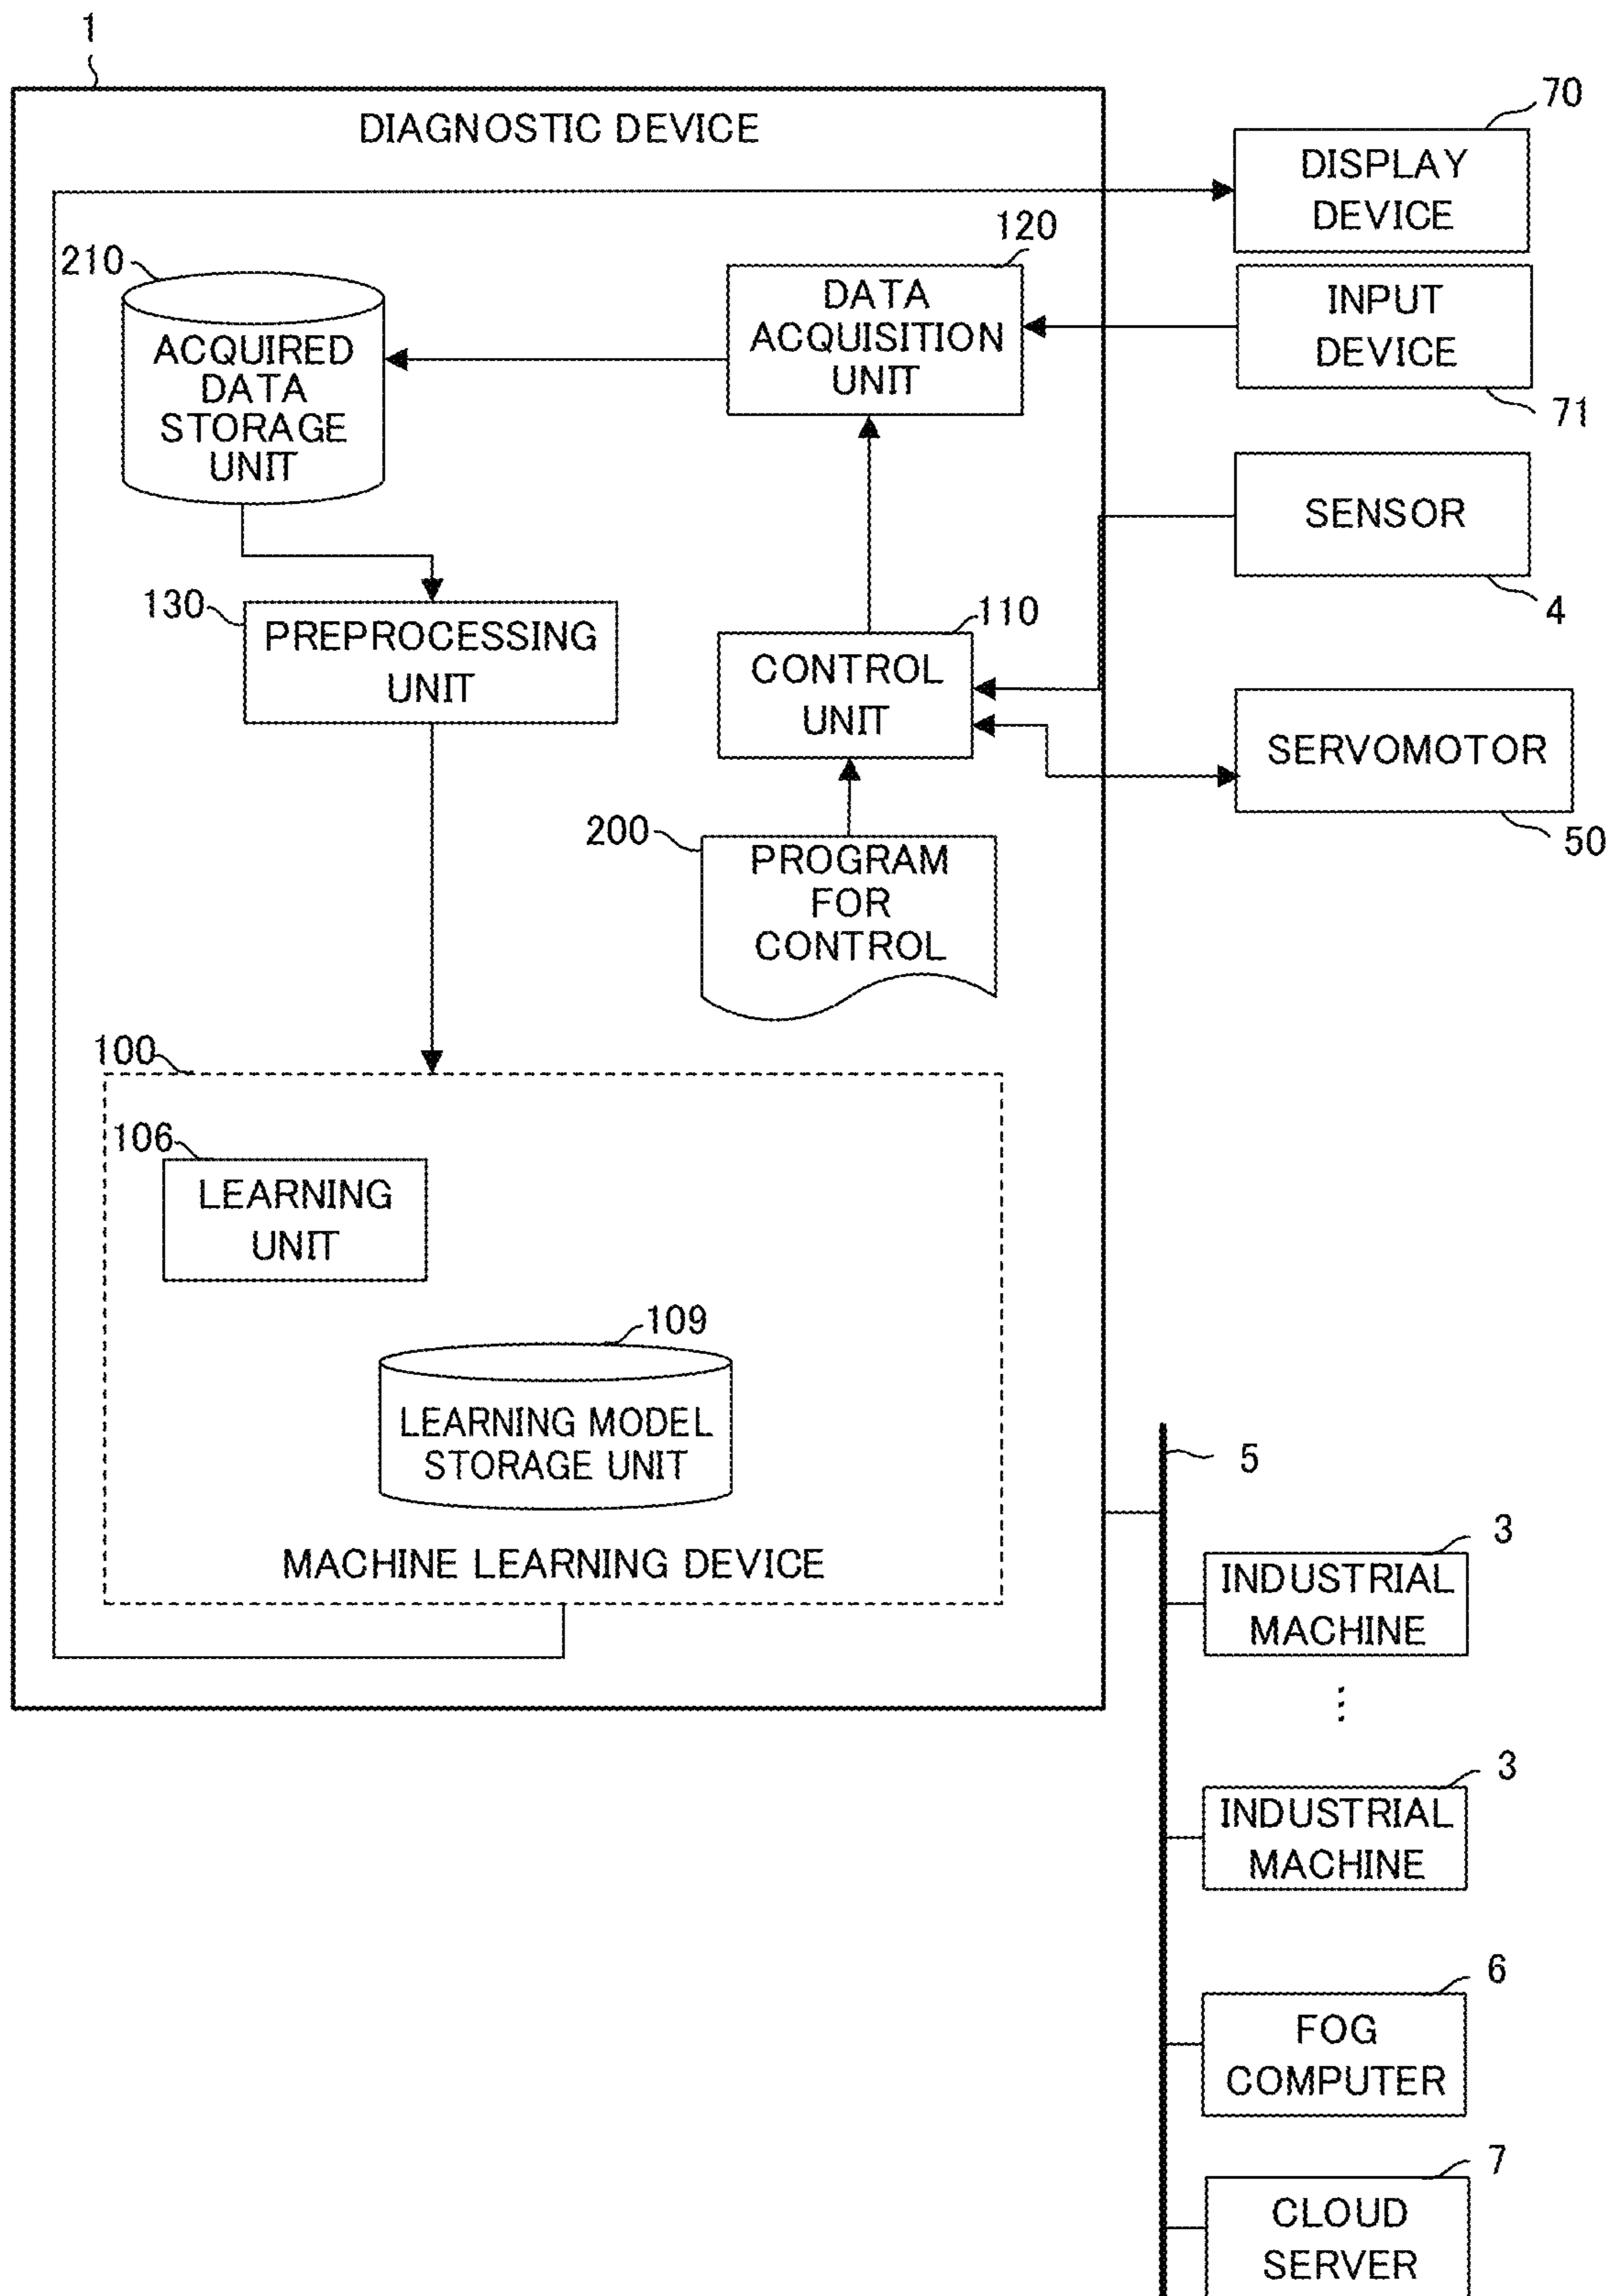 1
DIAGNOSTIC DEVICE
70
DISPLAY
DEVICE
120
DATA
ACQUISITION
UNIT
210
ACQUIRED
DATA
STORAGE
UNIT
INPUT
DEVICE
71
SENSOR
4
130
PREPROCESSING
UNIT
110
CONTROL
UNIT
SERVOMOTOR
50
200
PROGRAM
FOR
CONTROL
100
106
LEARNING
UNIT
109
LEARNING MODEL
STORAGE UNIT
MACHINE LEARNING DEVICE
5
3
INDUSTRIAL
MACHINE
⋮
3
INDUSTRIAL
MACHINE
6
FOG
COMPUTER
7
CLOUD
SERVER